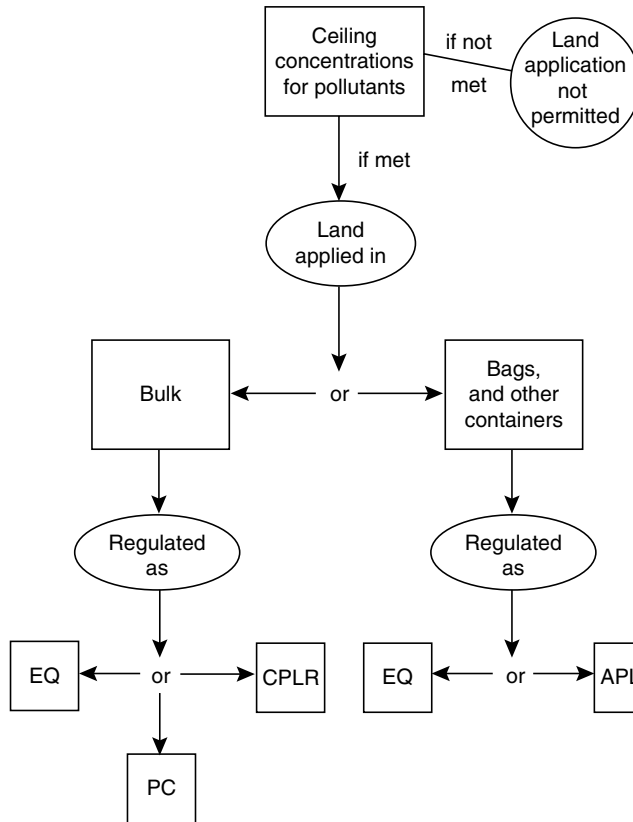 Ceiling
concentrations
for pollutants
if not
met
Land
application
not
permitted
if met
Land
applied in
Bulk
or
Bags,
and other
containers
Regulated
as
Regulated
as
EQ
or
CPLR
PC
EQ
or
APL